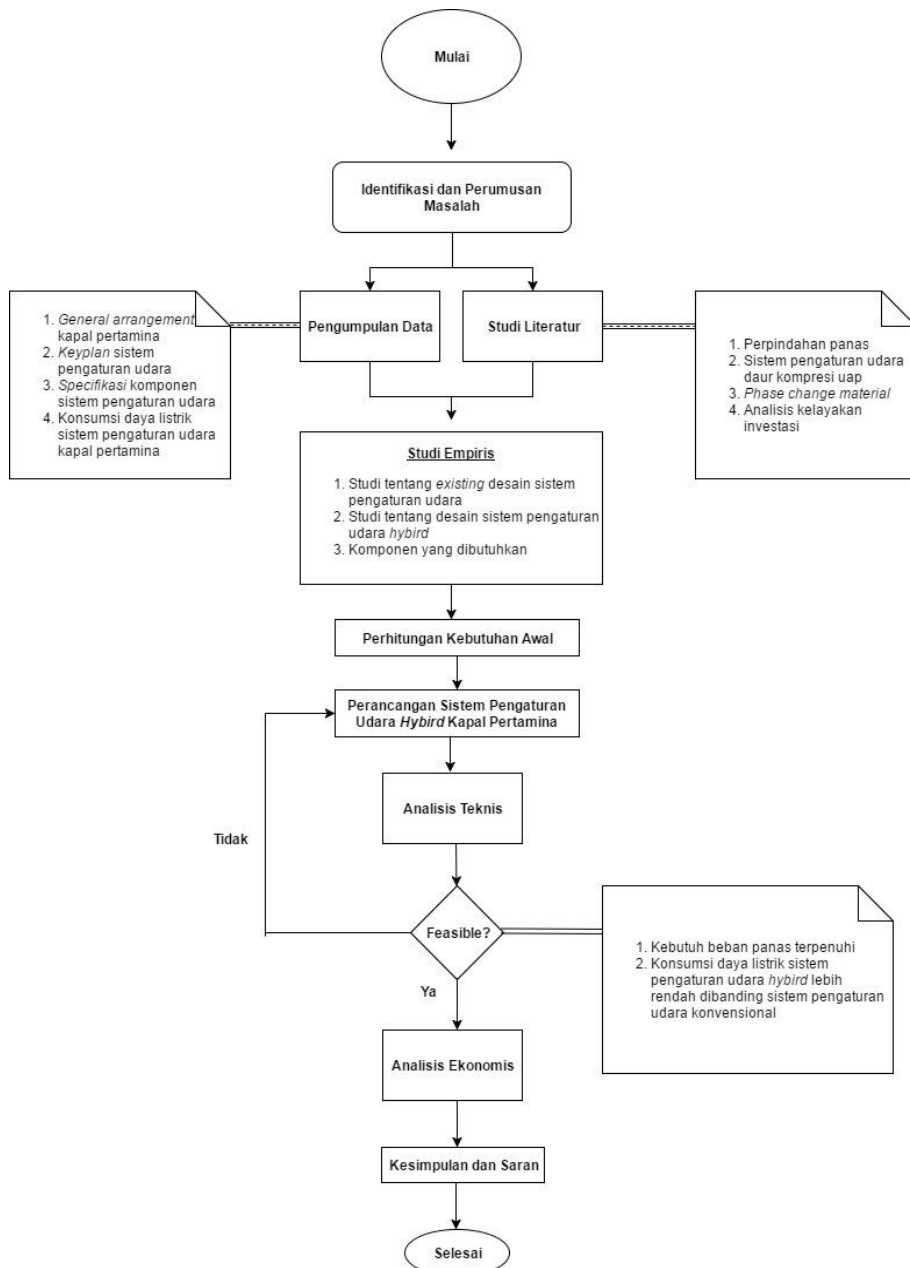 Mulai
Identifikasi dan Perumusan
Masalah
1. General arrangement
kapal pertamina
2. Keyplan sistem
pengaturan udara
3. Specifikasi komponen
sistem pengaturan udara
4. Konsumsi daya listrik
sistem pengaturan udara
kapal pertamina
Pengumpulan Data
Studi Literatur
1. Perpindahan panas
2. Sistem pengaturan udara
daur kompresi uap
3. Phase change material
4. Analisis kelayakan
investasi
Studi Empiris
1. Studi tentang existing desain sistem
pengaturan udara
2. Studi tentang desain sistem pengaturan
udara hybird
3. Komponen yang dibutuhkan
Perhitungan Kebutuhan Awal
Perancangan Sistem Pengaturan
Udara Hybird Kapal Pertamina
Analisis Teknis
Tidak
Feasible?
1. Kebutuh beban panas terpenuhi
2. Konsumsi daya listrik sistem
pengaturan udara hybird lebih
rendah dibanding sistem pengaturan
udara konvensional
Ya
Analisis Ekonomis
Kesimpulan dan Saran
Selesai